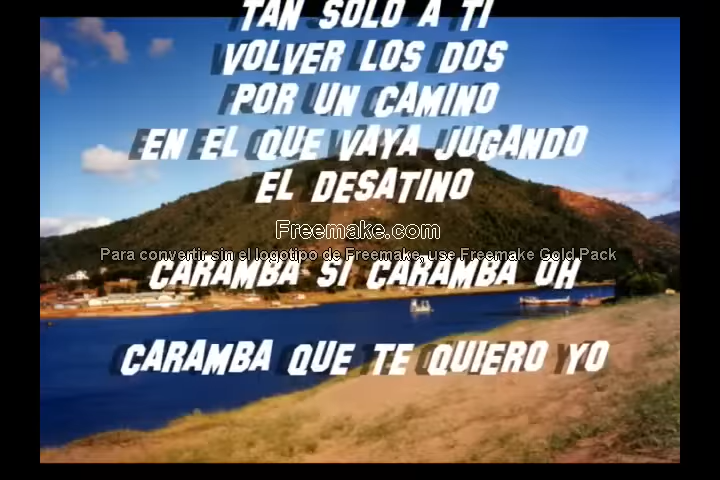 TAN SOLO A TI
VOLVER LOS DOS
POR UN CAMINO
EN EL QUE VAYA JUGANDO
EL DESATINO
Freemake.com
Para convertir sin el logotipo de Freemake, use Freemake Gold Pack
CARAMBA SI CARAMBA UH
CARAMBA QUE TE QUIERO YO